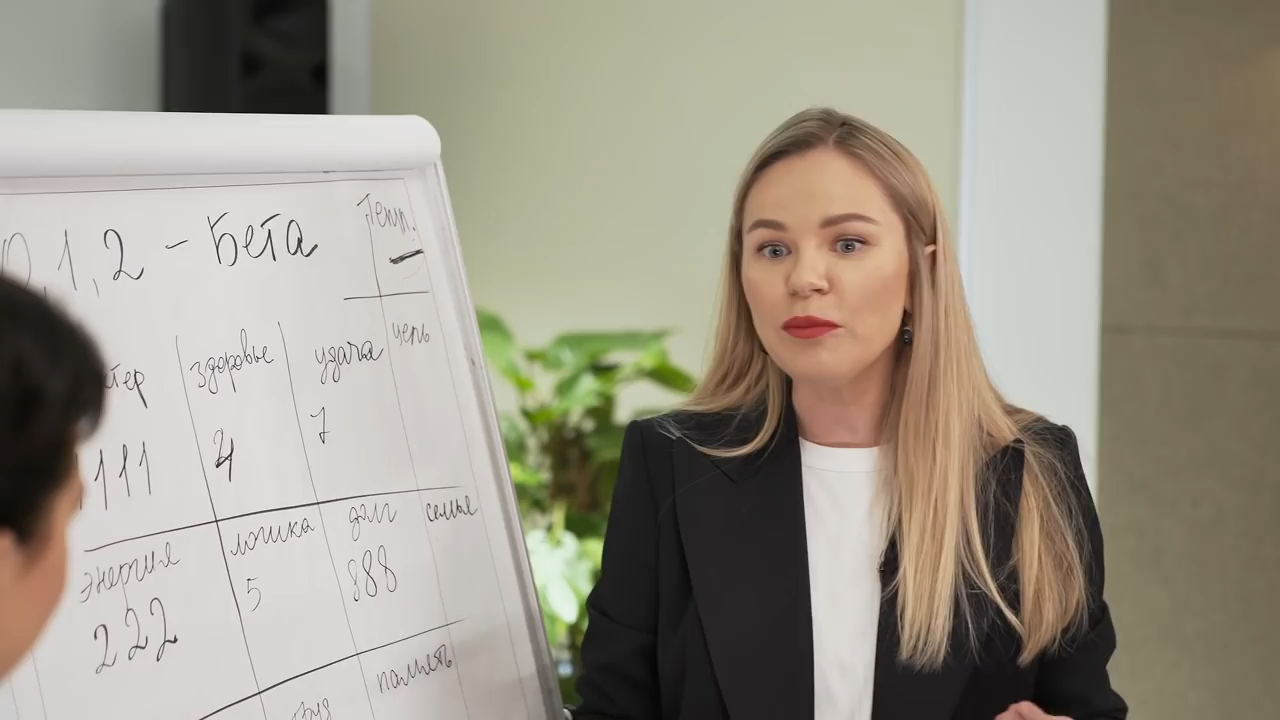 0, 1, 2 - Бета
Темп.
здоровье удача цель
111 4 7
энергия логика долг семья
222 5 888
память